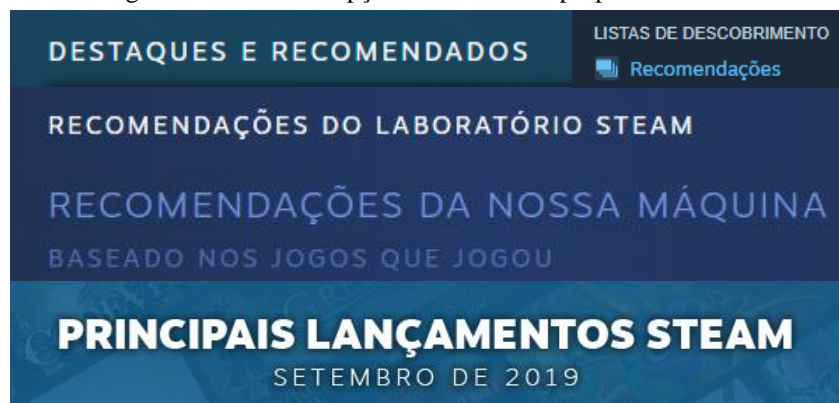 DESTAQUES E RECOMENDADOS
LISTAS DE DESCOBRIMENTO
Recomendações
RECOMENDAÇÕES DO LABORATÓRIO STEAM
RECOMENDAÇÕES DA NOSSA MÁQUINA
BASEADO NOS JOGOS QUE JOGOU
PRINCIPAIS LANÇAMENTOS STEAM
SETEMBRO DE 2019